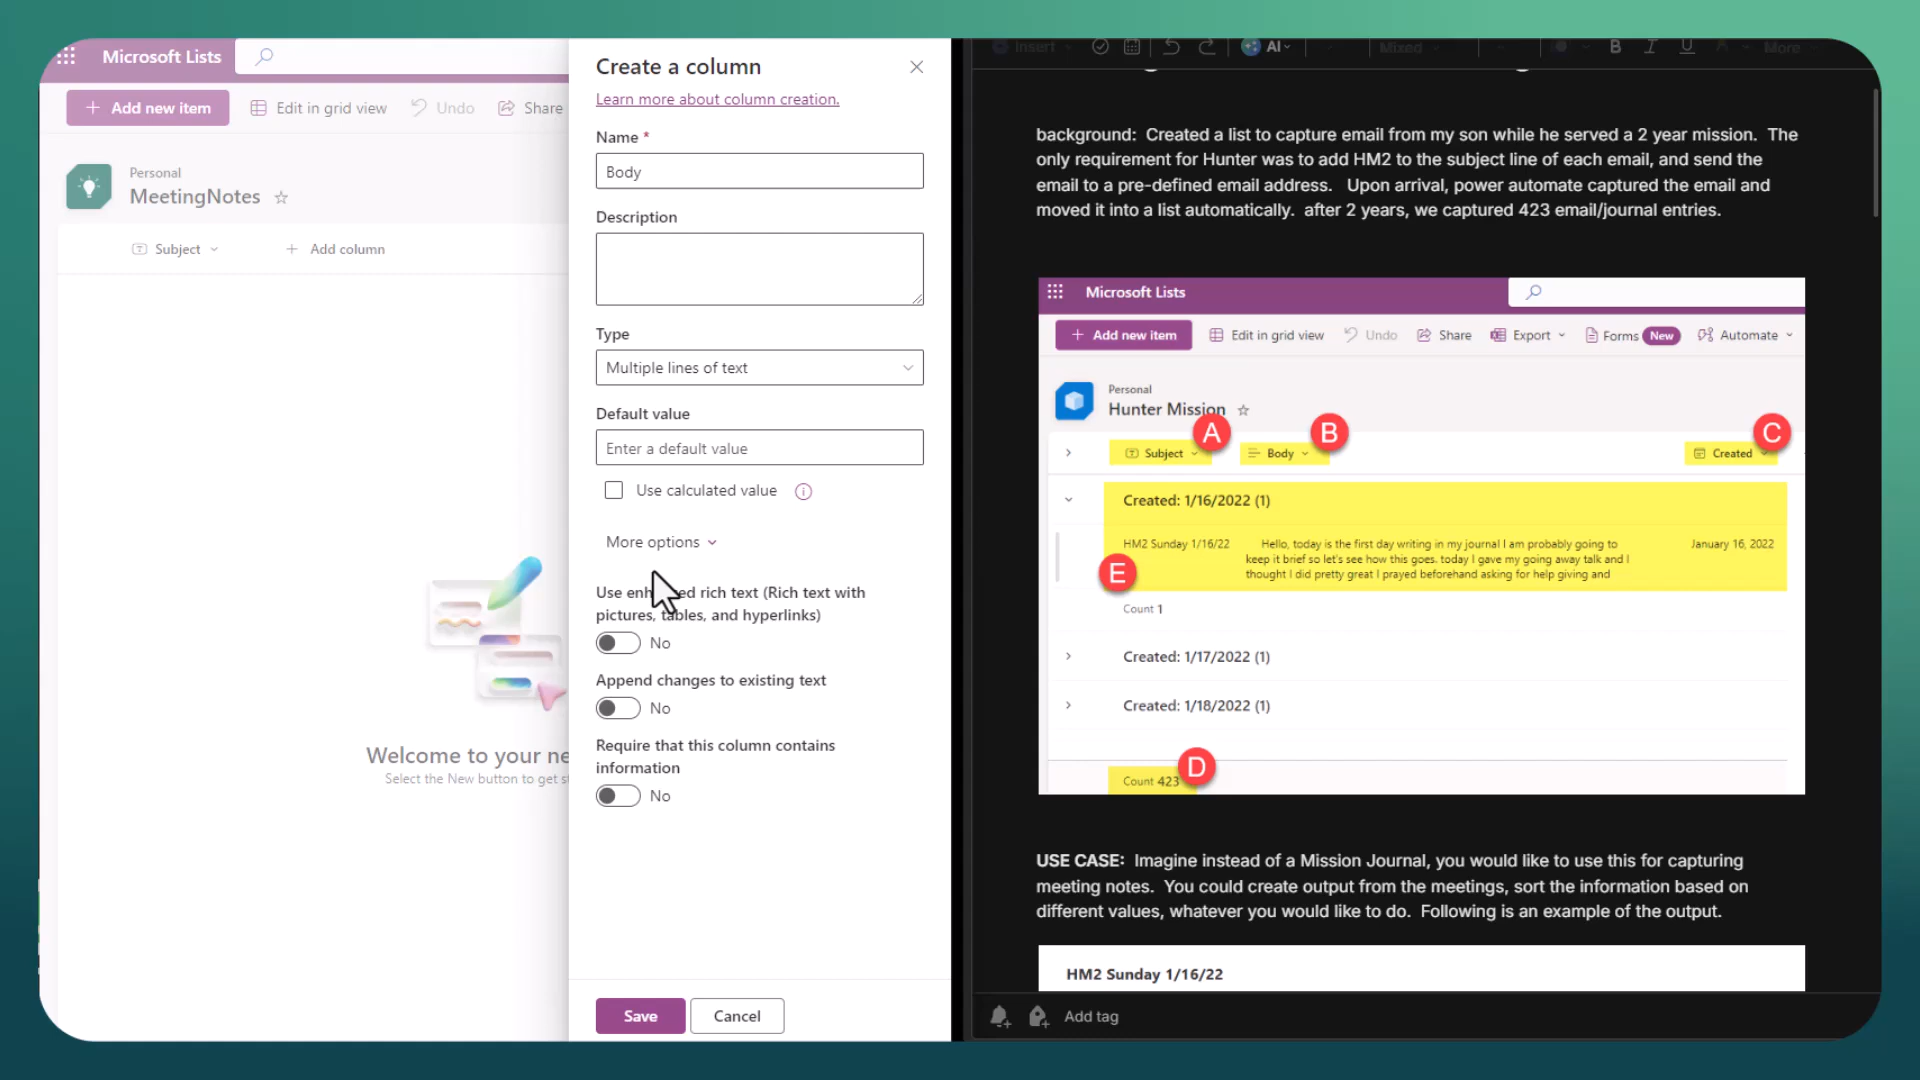 Microsoft Lists
Add new item
Edit in grid view
Undo
Share
Personal
MeetingNotes
Subject
Add column
Welcome to your ne
Select the New button to get st
Create a column
Learn more about column creation.
Name *
Body
Description
Type
Multiple lines of text
Default value
Enter a default value
Use calculated value
More options
Use enh ed rich text (Rich text with
pictures, tables, and hyperlinks)
No
Append changes to existing text
No
Require that this column contains
information
No
Save
Cancel
Insert
AI
Mixed
B
I
U
A
More
background: Created a list to capture email from my son while he served a 2 year mission. The
only requirement for Hunter was to add HM2 to the subject line of each email, and send the
email to a pre-defined email address. Upon arrival, power automate captured the email and
moved it into a list automatically. after 2 years, we captured 423 email/journal entries.
Microsoft Lists
Add new item
Edit in grid view
Undo
Share
Export
Forms New
Automate
Personal
Hunter Mission
A
B
C
Subject
Body
Created
Created: 1/16/2022 (1)
HM2 Sunday 1/16/22
Hello, today is the first day writing in my journal I am probably going to
keep it brief so let's see how this goes. today I gave my going away talk and I
thought I did pretty great I prayed beforehand asking for help giving and
January 16, 2022
E
Count 1
Created: 1/17/2022 (1)
Created: 1/18/2022 (1)
D
Count 423
USE CASE: Imagine instead of a Mission Journal, you would like to use this for capturing
meeting notes. You could create output from the meetings, sort the information based on
different values, whatever you would like to do. Following is an example of the output.
HM2 Sunday 1/16/22
Add tag